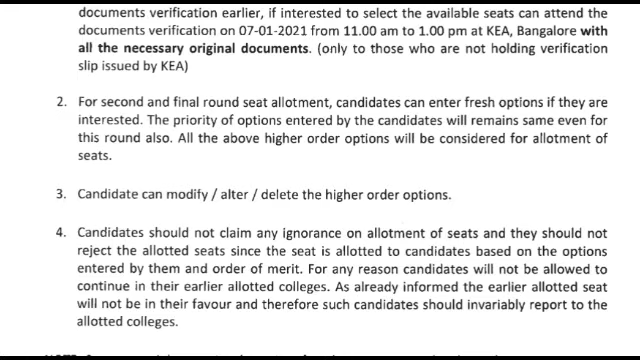 documents verification earlier, if interested to select the available seats can attend the
documents verification on 07-01-2021 from 11.00 am to 1.00 pm at KEA, Bangalore with
all the necessary original documents. (only to those who are not holding verification
slip issued by KEA)
2. For second and final round seat allotment, candidates can enter fresh options if they are
interested. The priority of options entered by the candidates will remains same even for
this round also. All the above higher order options will be considered for allotment of
seats.
3. Candidate can modify / alter / delete the higher order options.
4. Candidates should not claim any ignorance on allotment of seats and they should not
reject the allotted seats since the seat is allotted to candidates based on the options
entered by them and order of merit. For any reason candidates will not be allowed to
continue in their earlier allotted colleges. As already informed the earlier allotted seat
will not be in their favour and therefore such candidates should invariably report to the
allotted colleges.